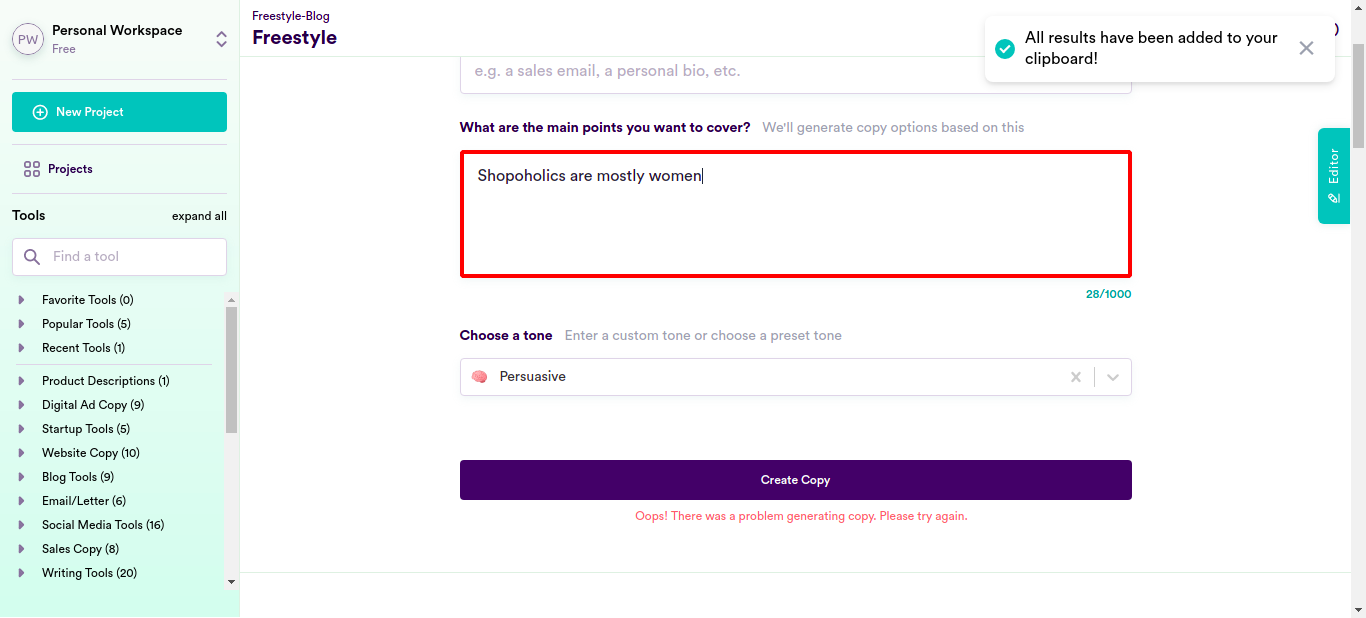 PW
Personal Workspace
Free
New Project
Projects
Tools
expand all
Find a tool
Favorite Tools (0)
Popular Tools (5)
Recent Tools (1)
Product Descriptions (1)
Digital Ad Copy (9)
Startup Tools (5)
Website Copy (10)
Blog Tools (9)
Email/Letter (6)
Social Media Tools (16)
Sales Copy (8)
Writing Tools (20)
Freestyle-Blog
Freestyle
All results have been added to your
clipboard!
e.g. a sales email, a personal bio, etc.
What are the main points you want to cover? We'll generate copy options based on this
Shopoholics are mostly women
28/1000
Choose a tone Enter a custom tone or choose a preset tone
Persuasive
Create Copy
Oops! There was a problem generating copy. Please try again.
Editor